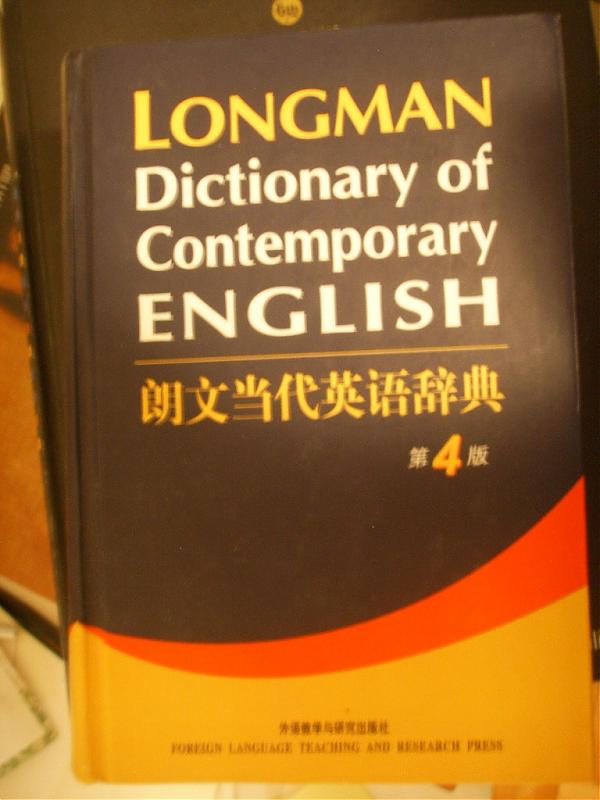 6th
LONGMAN
Dictionary of
Contemporary
ENGLISH
朗文当代英语辞典
第4版
外语教学与研究出版社
FOREIGN LANGUAGE TEACHING AND RESEARCH PRESS